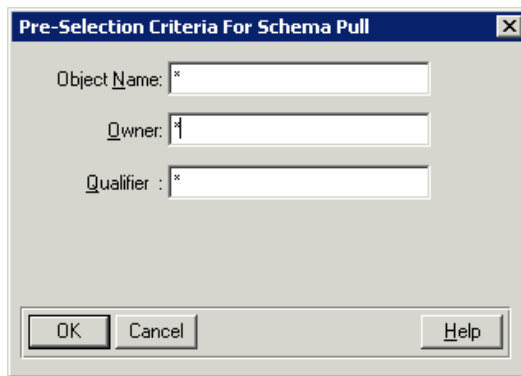 Pre-Selection Criteria For Schema Pull
Object Name: *
Owner: *
Qualifier : *
OK Cancel Help